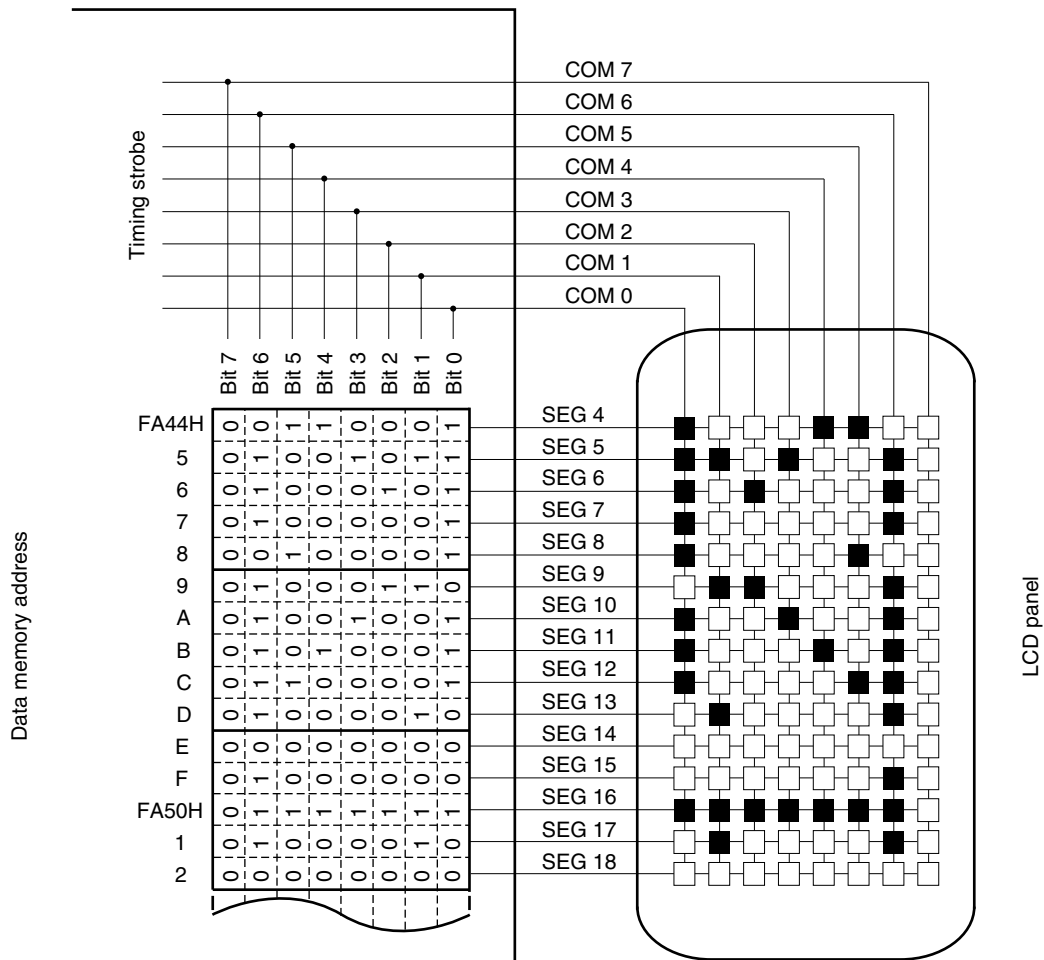 COM 7
COM 6
COM 5
COM 4
COM 3
COM 2
COM 1
COM 0
Timing strobe
Bit 7 Bit 6 Bit 5 Bit 4 Bit 3 Bit 2 Bit 1 Bit 0
FA44H 0 0 1 1 0 0 0 1 SEG 4
5 0 1 0 0 1 0 1 1 SEG 5
6 0 1 0 0 0 1 0 1 SEG 6
7 0 1 0 0 0 0 0 1 SEG 7
8 0 0 1 0 0 0 0 1 SEG 8
9 0 1 0 0 0 1 1 0 SEG 9
A 0 1 0 0 1 0 0 1 SEG 10
B 0 1 0 1 0 0 0 1 SEG 11
C 0 1 1 0 0 0 0 1 SEG 12
D 0 1 0 0 0 0 1 0 SEG 13
E 0 0 0 0 0 0 0 0 SEG 14
F 0 1 0 0 0 0 0 0 SEG 15
FA50H 0 1 1 1 1 1 1 1 SEG 16
1 0 1 0 0 0 0 1 0 SEG 17
2 0 0 0 0 0 0 0 0 SEG 18
Data memory address
LCD panel